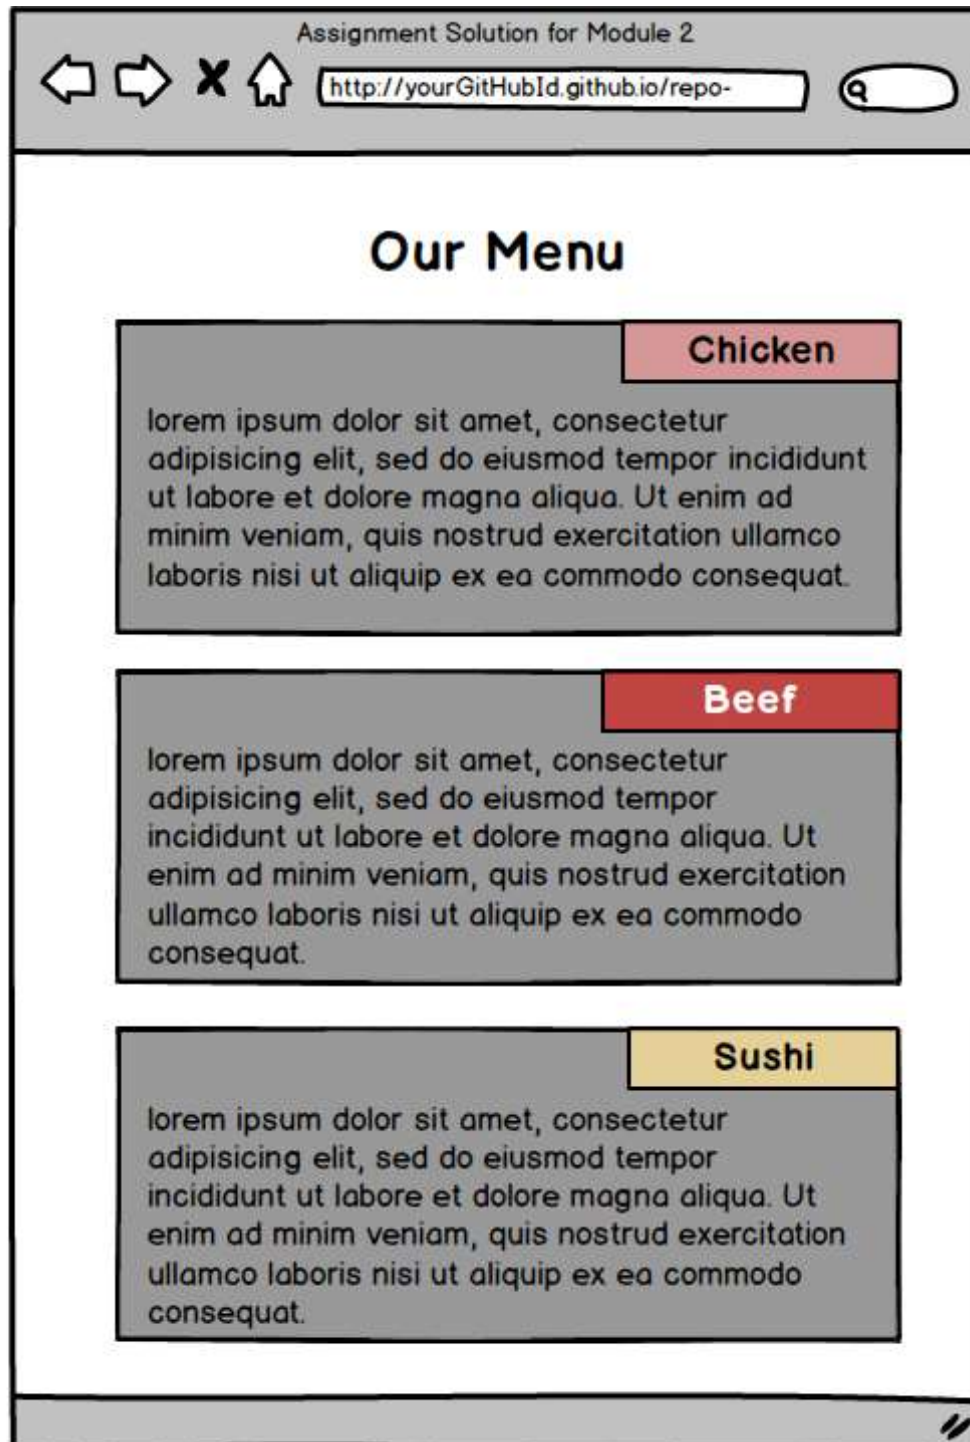 Assignment Solution for Module 2
http://yourGitHubId.github.io/repo-
Our Menu
Chicken
lorem ipsum dolor sit amet, consectetur
adipisicing elit, sed do eiusmod tempor incididunt
ut labore et dolore magna aliqua. Ut enim ad
minim veniam, quis nostrud exercitation ullamco
laboris nisi ut aliquip ex ea commodo consequat.
Beef
lorem ipsum dolor sit amet, consectetur
adipisicing elit, sed do eiusmod tempor
incididunt ut labore et dolore magna aliqua. Ut
enim ad minim veniam, quis nostrud exercitation
ullamco laboris nisi ut aliquip ex ea commodo
consequat.
Sushi
lorem ipsum dolor sit amet, consectetur
adipisicing elit, sed do eiusmod tempor
incididunt ut labore et dolore magna aliqua. Ut
enim ad minim veniam, quis nostrud exercitation
ullamco laboris nisi ut aliquip ex ea commodo
consequat.